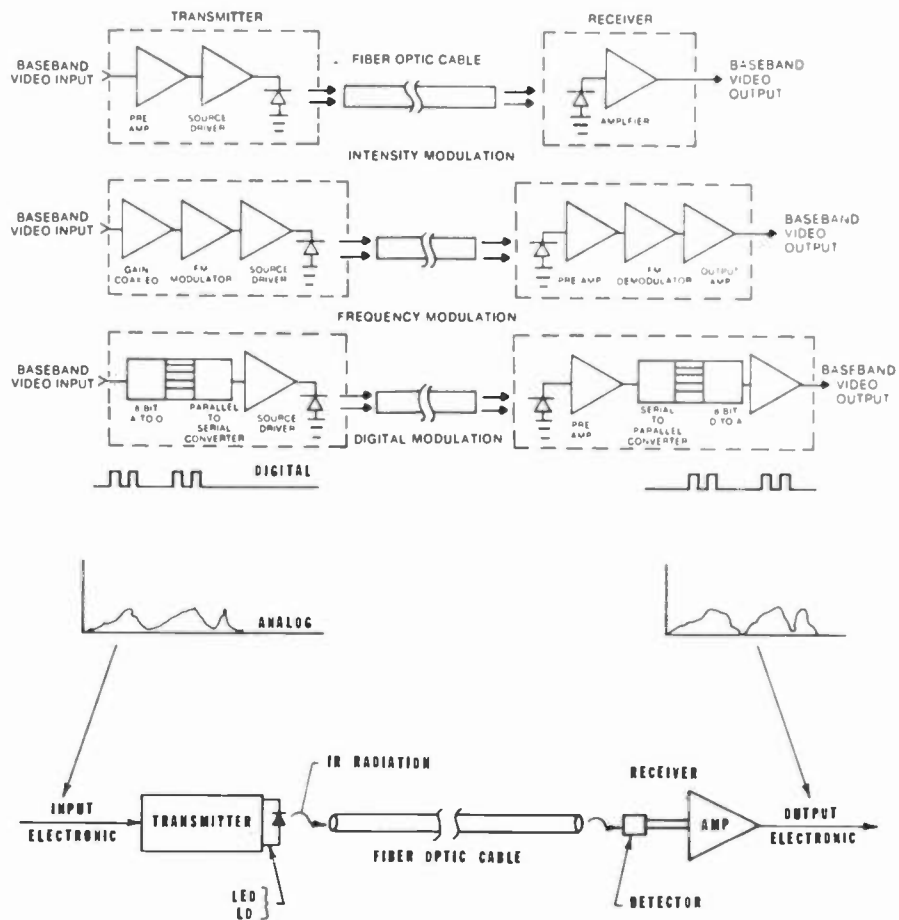 TRANSMITTER
RECEIVER
BASEBAND
VIDEO INPUT
FIBER OPTIC CABLE
BASEBAND
VIDEO
OUTPUT
PRE
AMP
SOURCE
DRIVER
AMPLFIER
INTENSITY MODULATION
BASEBAND
VIDEO INPUT
BASEBAND
VIDEO
OUTPUT
GAIN
COAX EQ
FM
MODULATOR
SOURCE
DRIVER
PRE AMP
FM
DEMODULATOR
OUTPUT
AMP
FREQUENCY MODULATION
BASEBAND
VIDEO INPUT
BASEBAND
VIDEO
OUTPUT
8 BIT
A TO D
PARALLEL
TO
SERIAL
CONVERTER
SOURCE
DRIVER
PRE
AMP
SERIAL
TO
PARALLEL
CONVERTER
8 BIT
D TO A
DIGITAL MODULATION
DIGITAL
ANALOG
IR RADIATION
RECEIVER
INPUT
ELECTRONIC
TRANSMITTER
FIBER OPTIC CABLE
AMP
OUTPUT
ELECTRONIC
LED
LD
DETECTOR